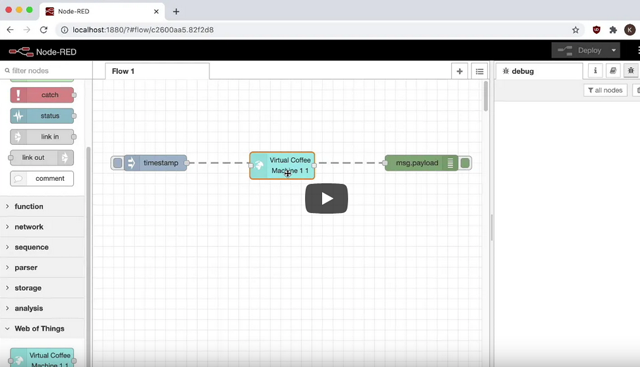 Node-RED
localhost:1880/?#flow/c2600aa5.82f2d8
K
Node-RED
Deploy
filter nodes
Flow 1
debug
i
all nodes
catch
status
link in
link out
comment
function
network
sequence
parser
storage
analysis
Web of Things
Virtual Coffee
Machine 1 1
timestamp
Virtual Coffee
Machine 1 1
msg.payload